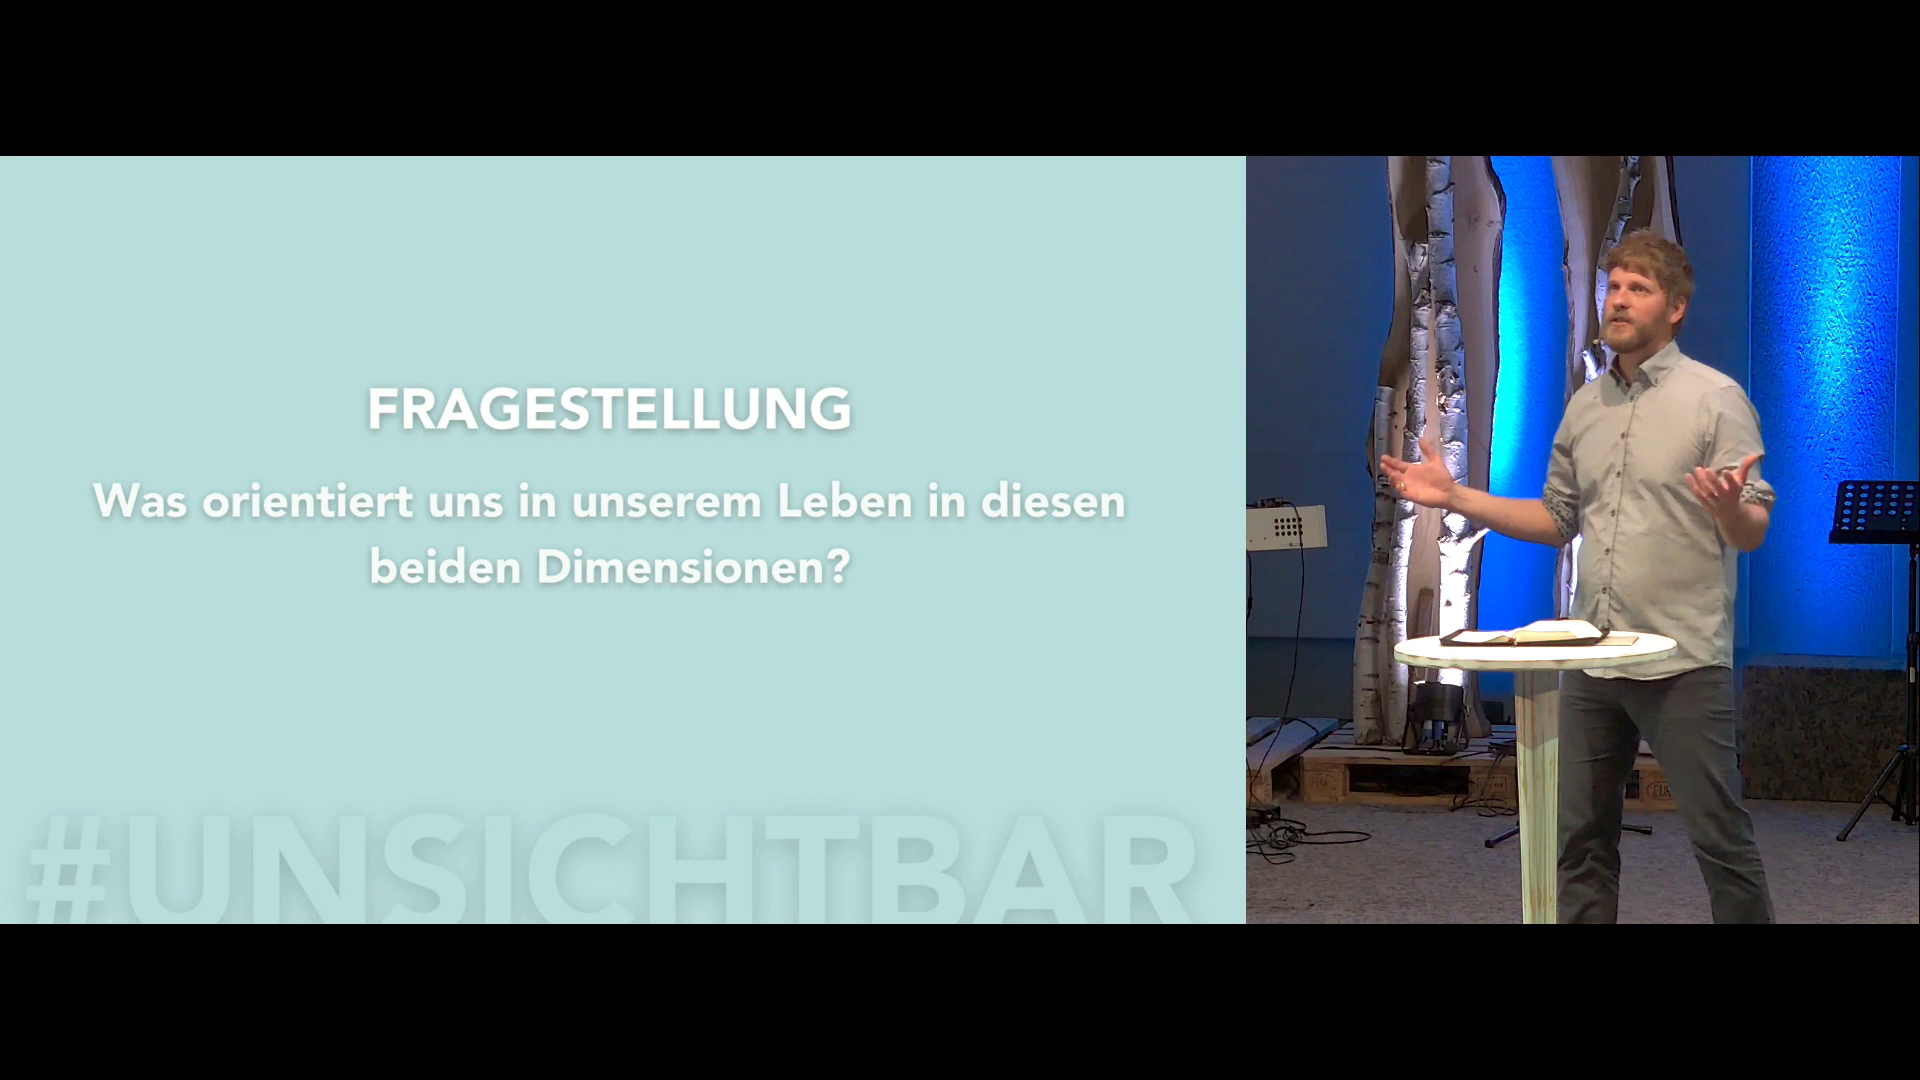 FRAGESTELLUNG
Was orientiert uns in unserem Leben in diesen
beiden Dimensionen?
#UNSICHTBAR